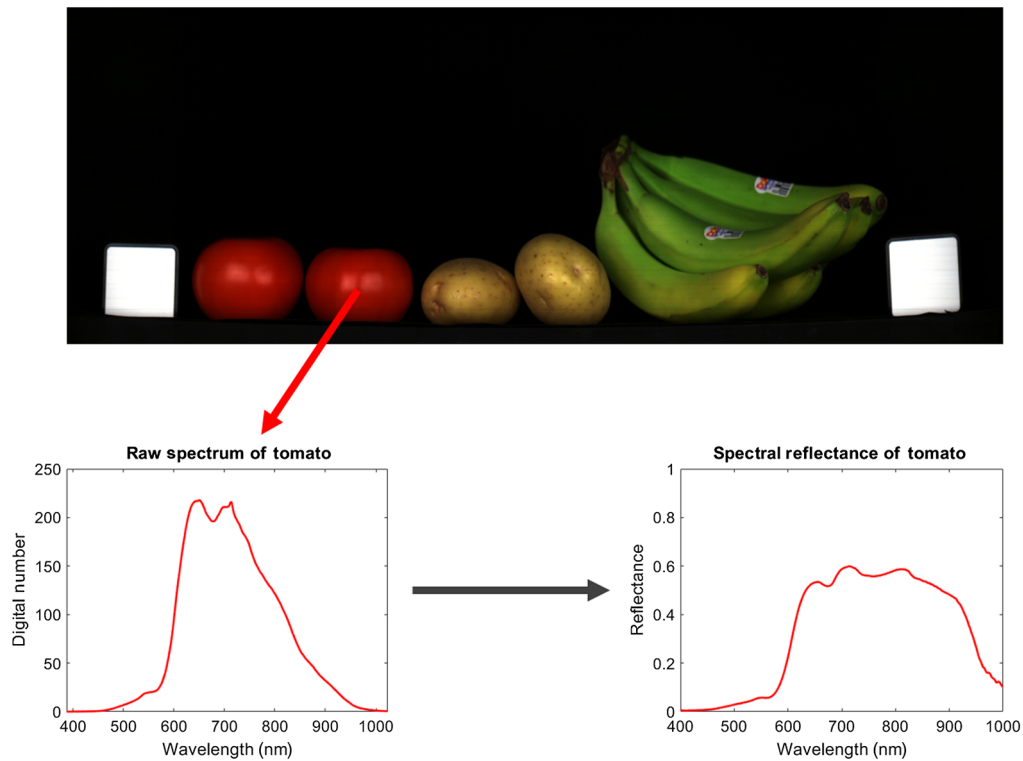 Raw spectrum of tomato
250
200
150
100
50
0
Digital number
400 500 600 700 800 900 1000
Wavelength (nm)
Spectral reflectance of tomato
1
0.8
0.6
0.4
0.2
0
Reflectance
400 500 600 700 800 900 1000
Wavelength (nm)